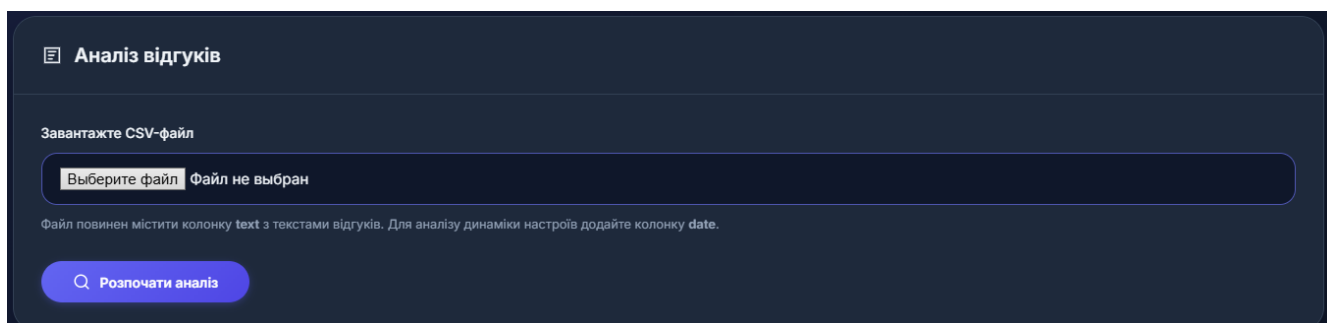 Аналіз відгуків
Завантажте CSV-файл
Выберите файл Файл не выбран
Файл повинен містити колонку text з текстами відгуків. Для аналізу динаміки настроїв додайте колонку date.
Розпочати аналіз